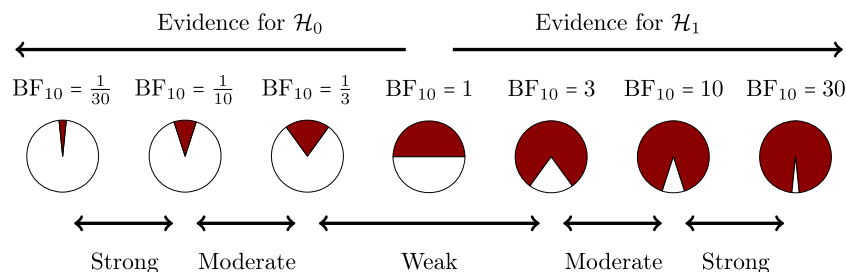 Evidence for ℋ₀ Evidence for ℋ₁
BF₁₀ = 1/30 BF₁₀ = 1/10 BF₁₀ = 1/3 BF₁₀ = 1 BF₁₀ = 3 BF₁₀ = 10 BF₁₀ = 30
Strong Moderate Weak Moderate Strong